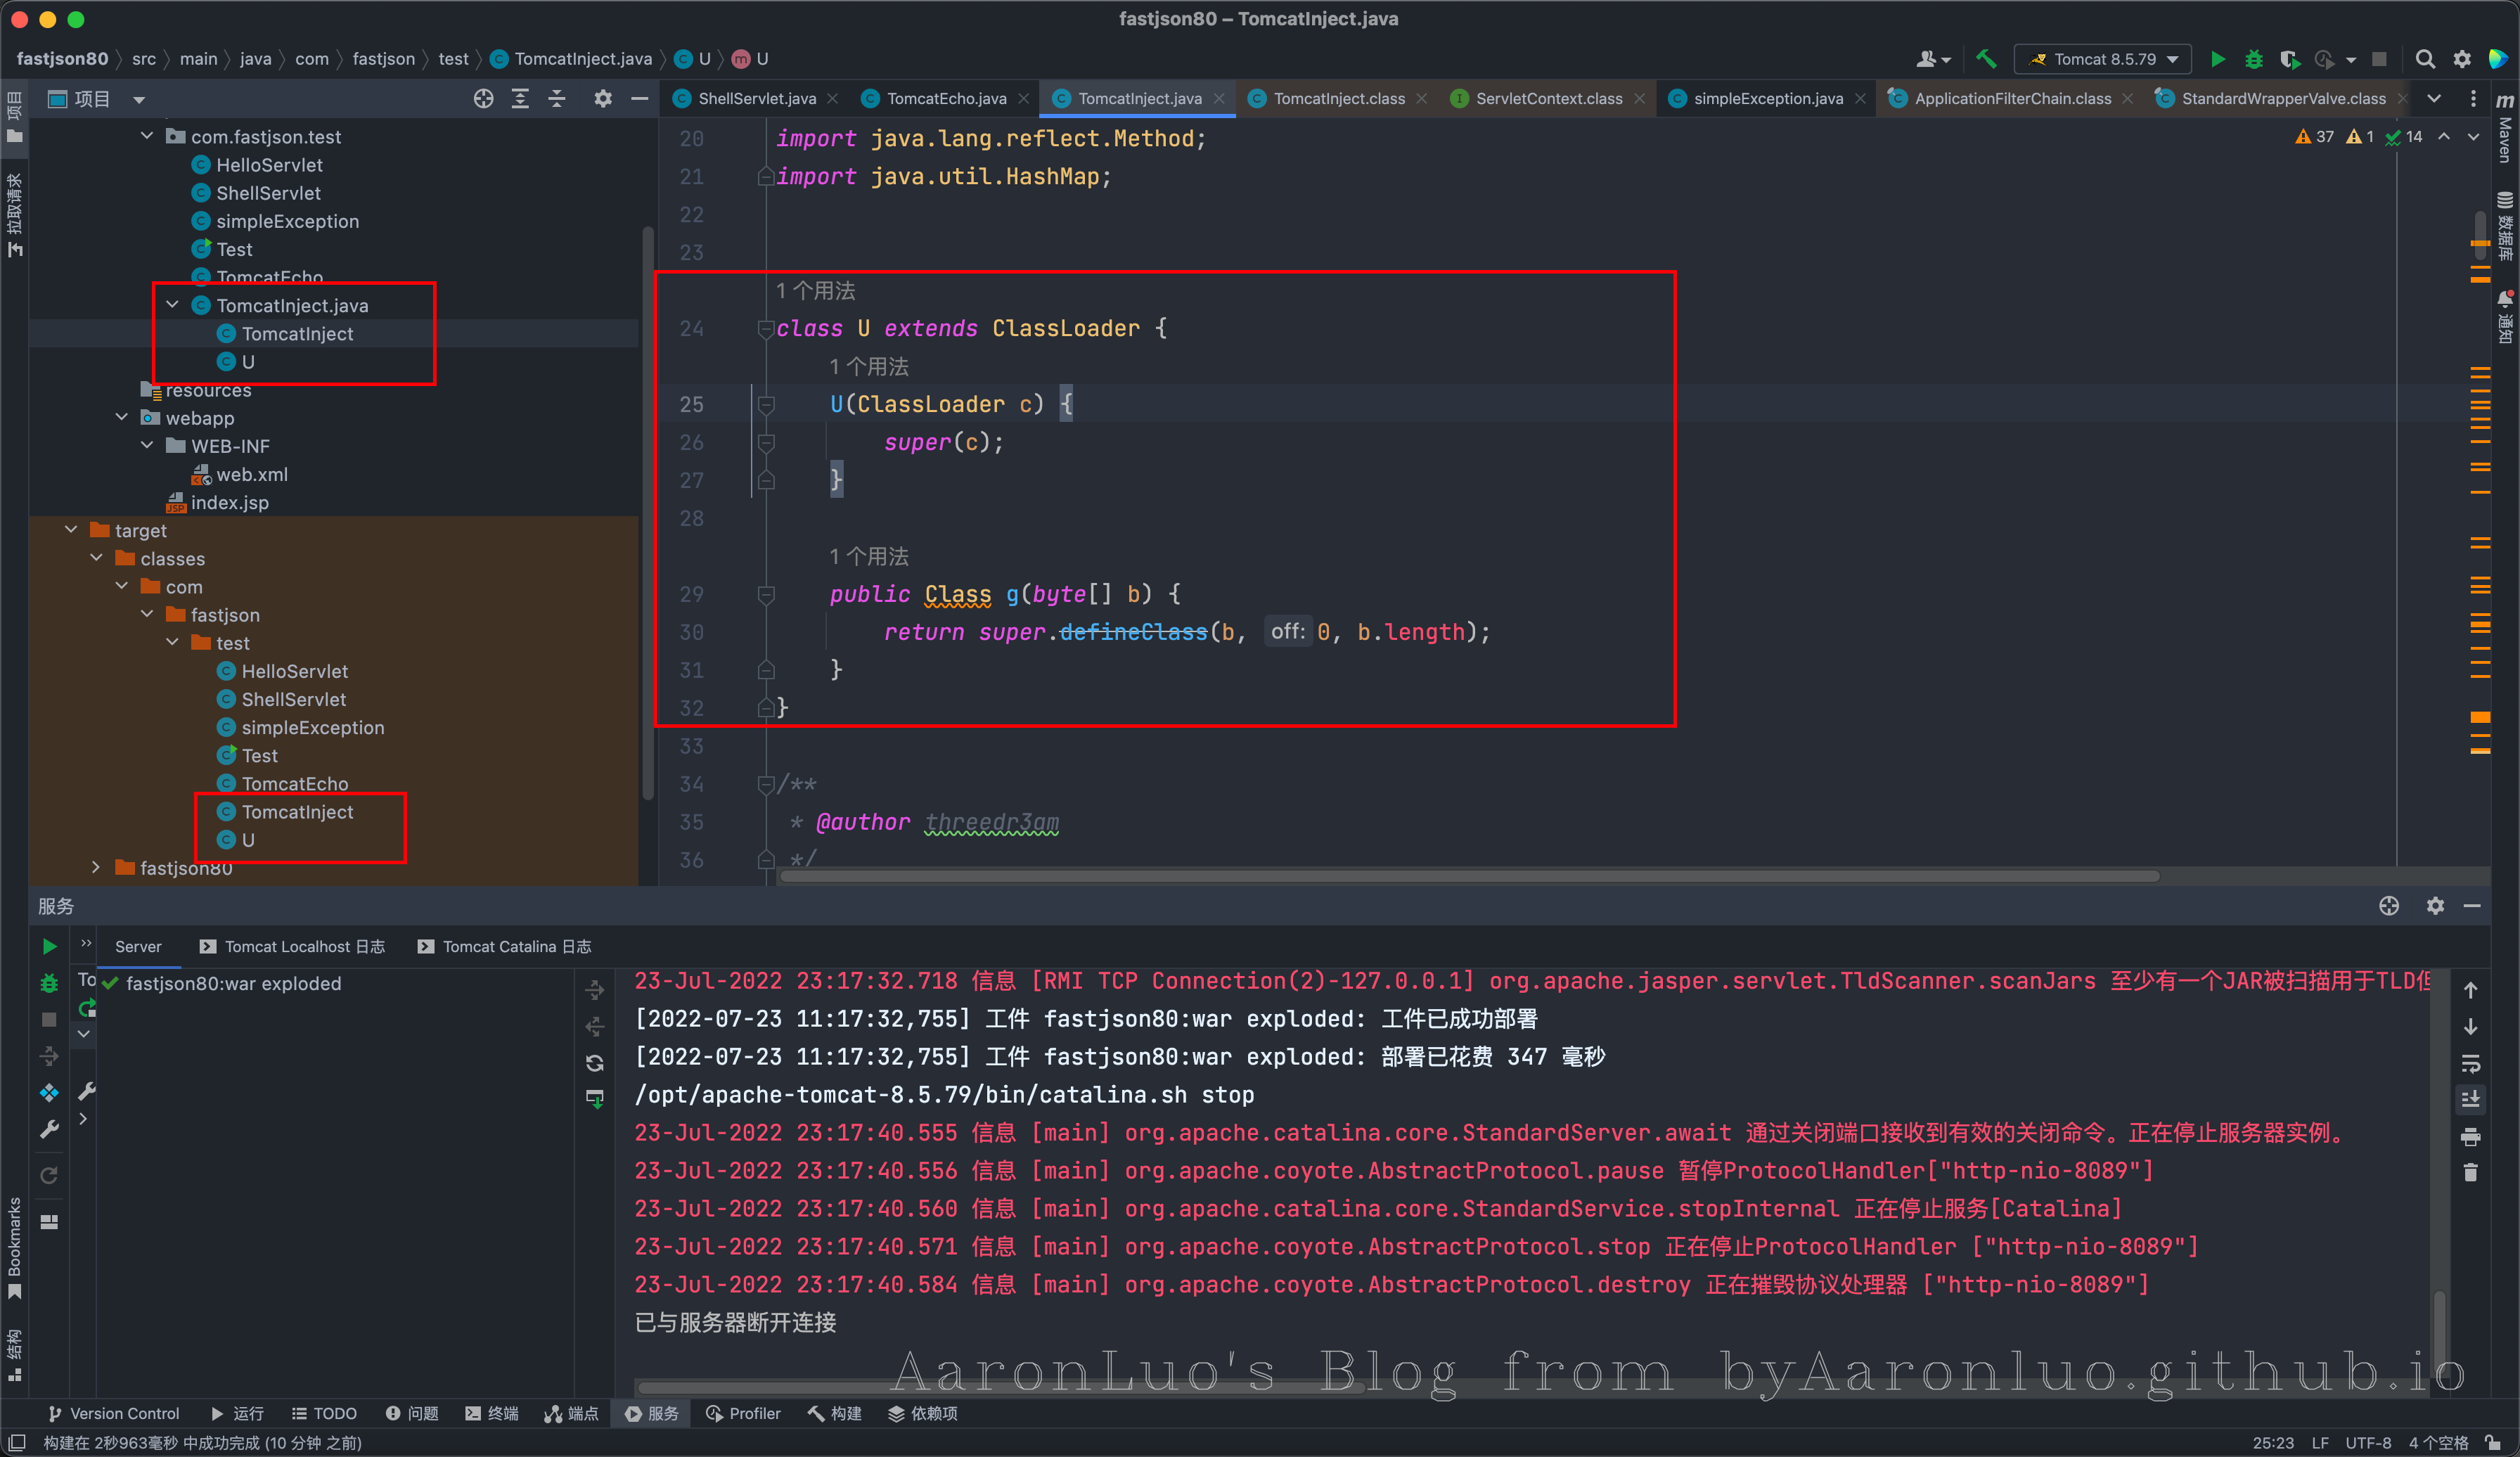 fastjson80 – TomcatInject.java
fastjson80 src main java com fastjson test TomcatInject.java U U
Tomcat 8.5.79
项目
ShellServlet.java TomcatEcho.java TomcatInject.java TomcatInject.class ServletContext.class simpleException.java ApplicationFilterChain.class StandardWrapperValve.class
项目
拉取请求
com.fastjson.test
HelloServlet
ShellServlet
simpleException
Test
TomcatEcho
TomcatInject.java
TomcatInject
U
resources
webapp
WEB-INF
web.xml
index.jsp
target
classes
com
fastjson
test
HelloServlet
ShellServlet
simpleException
Test
TomcatEcho
TomcatInject
U
fastjson80
37 1 14
20 import java.lang.reflect.Method;
21 import java.util.HashMap;
22
23
1 个用法
24 class U extends ClassLoader {
1 个用法
25 U(ClassLoader c) {
26 super(c);
27 }
28
1 个用法
29 public Class g(byte[] b) {
30 return super.defineClass(b, off: 0, b.length);
31 }
32 }
33
34 /**
35 * @author threedr3am
36 */
m
Maven
数据库
通知
服务
Server Tomcat Localhost 日志 Tomcat Catalina 日志
To
fastjson80:war exploded
23-Jul-2022 23:17:32.718 信息 [RMI TCP Connection(2)-127.0.0.1] org.apache.jasper.servlet.TldScanner.scanJars 至少有一个JAR被扫描用于TLD但
[2022-07-23 11:17:32,755] 工件 fastjson80:war exploded: 工件已成功部署
[2022-07-23 11:17:32,755] 工件 fastjson80:war exploded: 部署已花费 347 毫秒
/opt/apache-tomcat-8.5.79/bin/catalina.sh stop
23-Jul-2022 23:17:40.555 信息 [main] org.apache.catalina.core.StandardServer.await 通过关闭端口接收到有效的关闭命令。正在停止服务器实例。
23-Jul-2022 23:17:40.556 信息 [main] org.apache.coyote.AbstractProtocol.pause 暂停ProtocolHandler["http-nio-8089"]
23-Jul-2022 23:17:40.560 信息 [main] org.apache.catalina.core.StandardService.stopInternal 正在停止服务[Catalina]
23-Jul-2022 23:17:40.571 信息 [main] org.apache.coyote.AbstractProtocol.stop 正在停止ProtocolHandler ["http-nio-8089"]
23-Jul-2022 23:17:40.584 信息 [main] org.apache.coyote.AbstractProtocol.destroy 正在摧毁协议处理器 ["http-nio-8089"]
已与服务器断开连接
Bookmarks
结构
AaronLuo's Blog from byAaronluo.github.io
Version Control 运行 TODO 问题 终端 端点 服务 Profiler 构建 依赖项
构建在 2秒963毫秒 中成功完成 (10 分钟 之前)
25:23 LF UTF-8 4 个空格